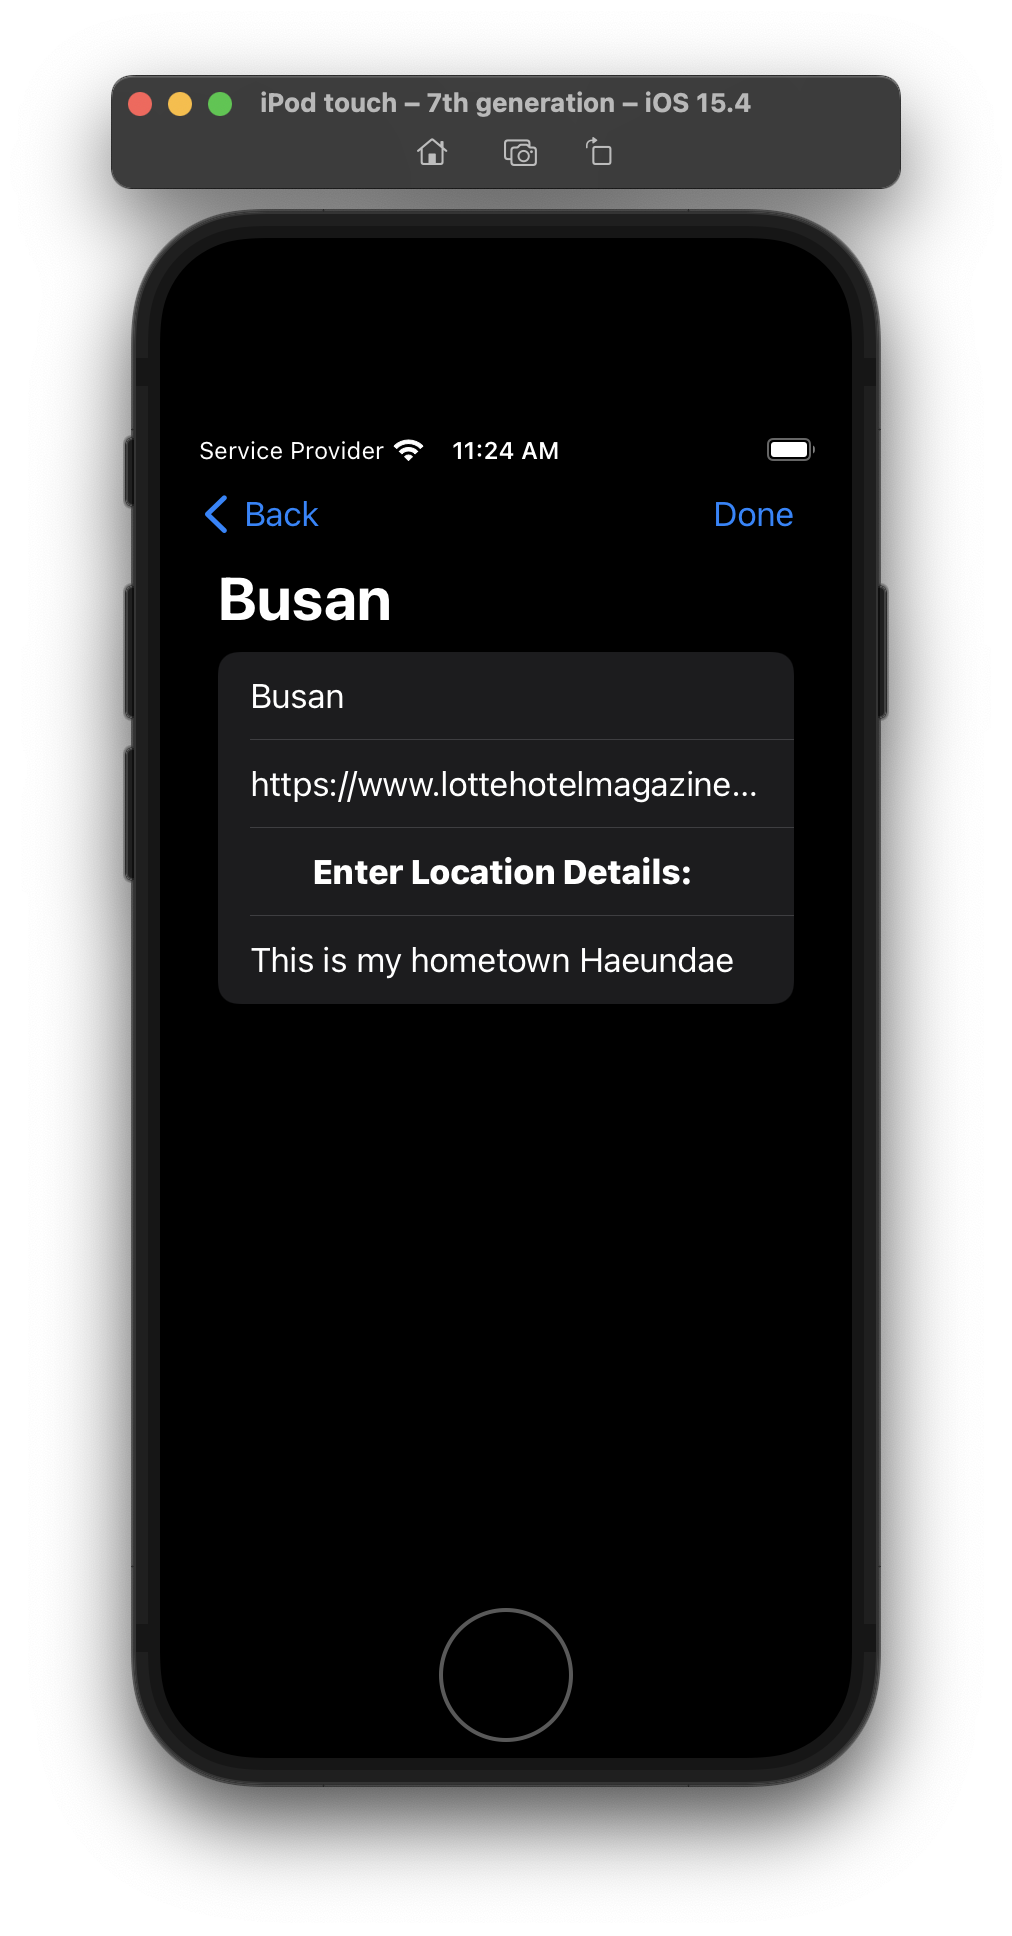 iPod touch – 7th generation – iOS 15.4
Service Provider 11:24 AM
Back Done
Busan
Busan
https://www.lottehotelmagazine...
Enter Location Details:
This is my hometown Haeundae